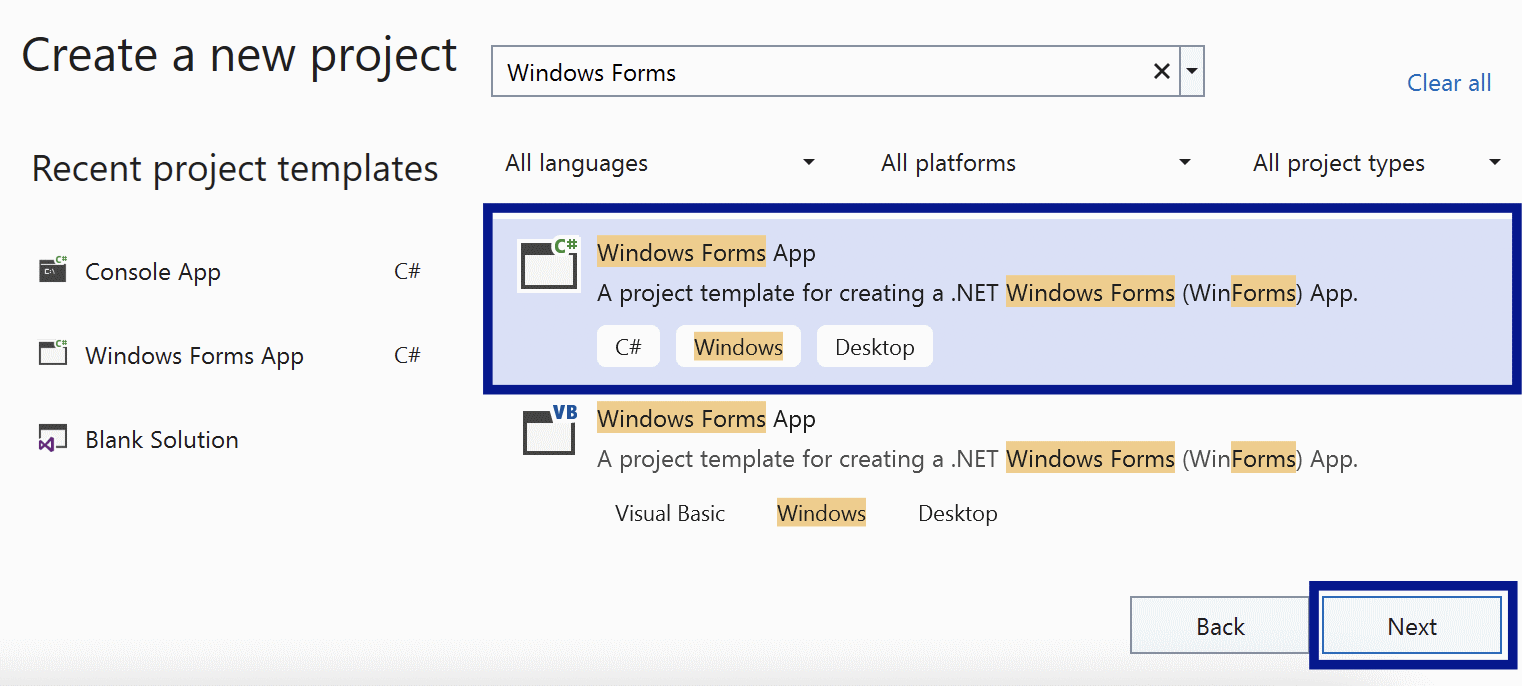 Create a new project
Windows Forms
Clear all
Recent project templates
All languages
All platforms
All project types
Console App C#
Windows Forms App C#
Blank Solution
C#
Windows Forms App
A project template for creating a .NET Windows Forms (WinForms) App.
C# Windows Desktop
VB
Windows Forms App
A project template for creating a .NET Windows Forms (WinForms) App.
Visual Basic Windows Desktop
Back
Next